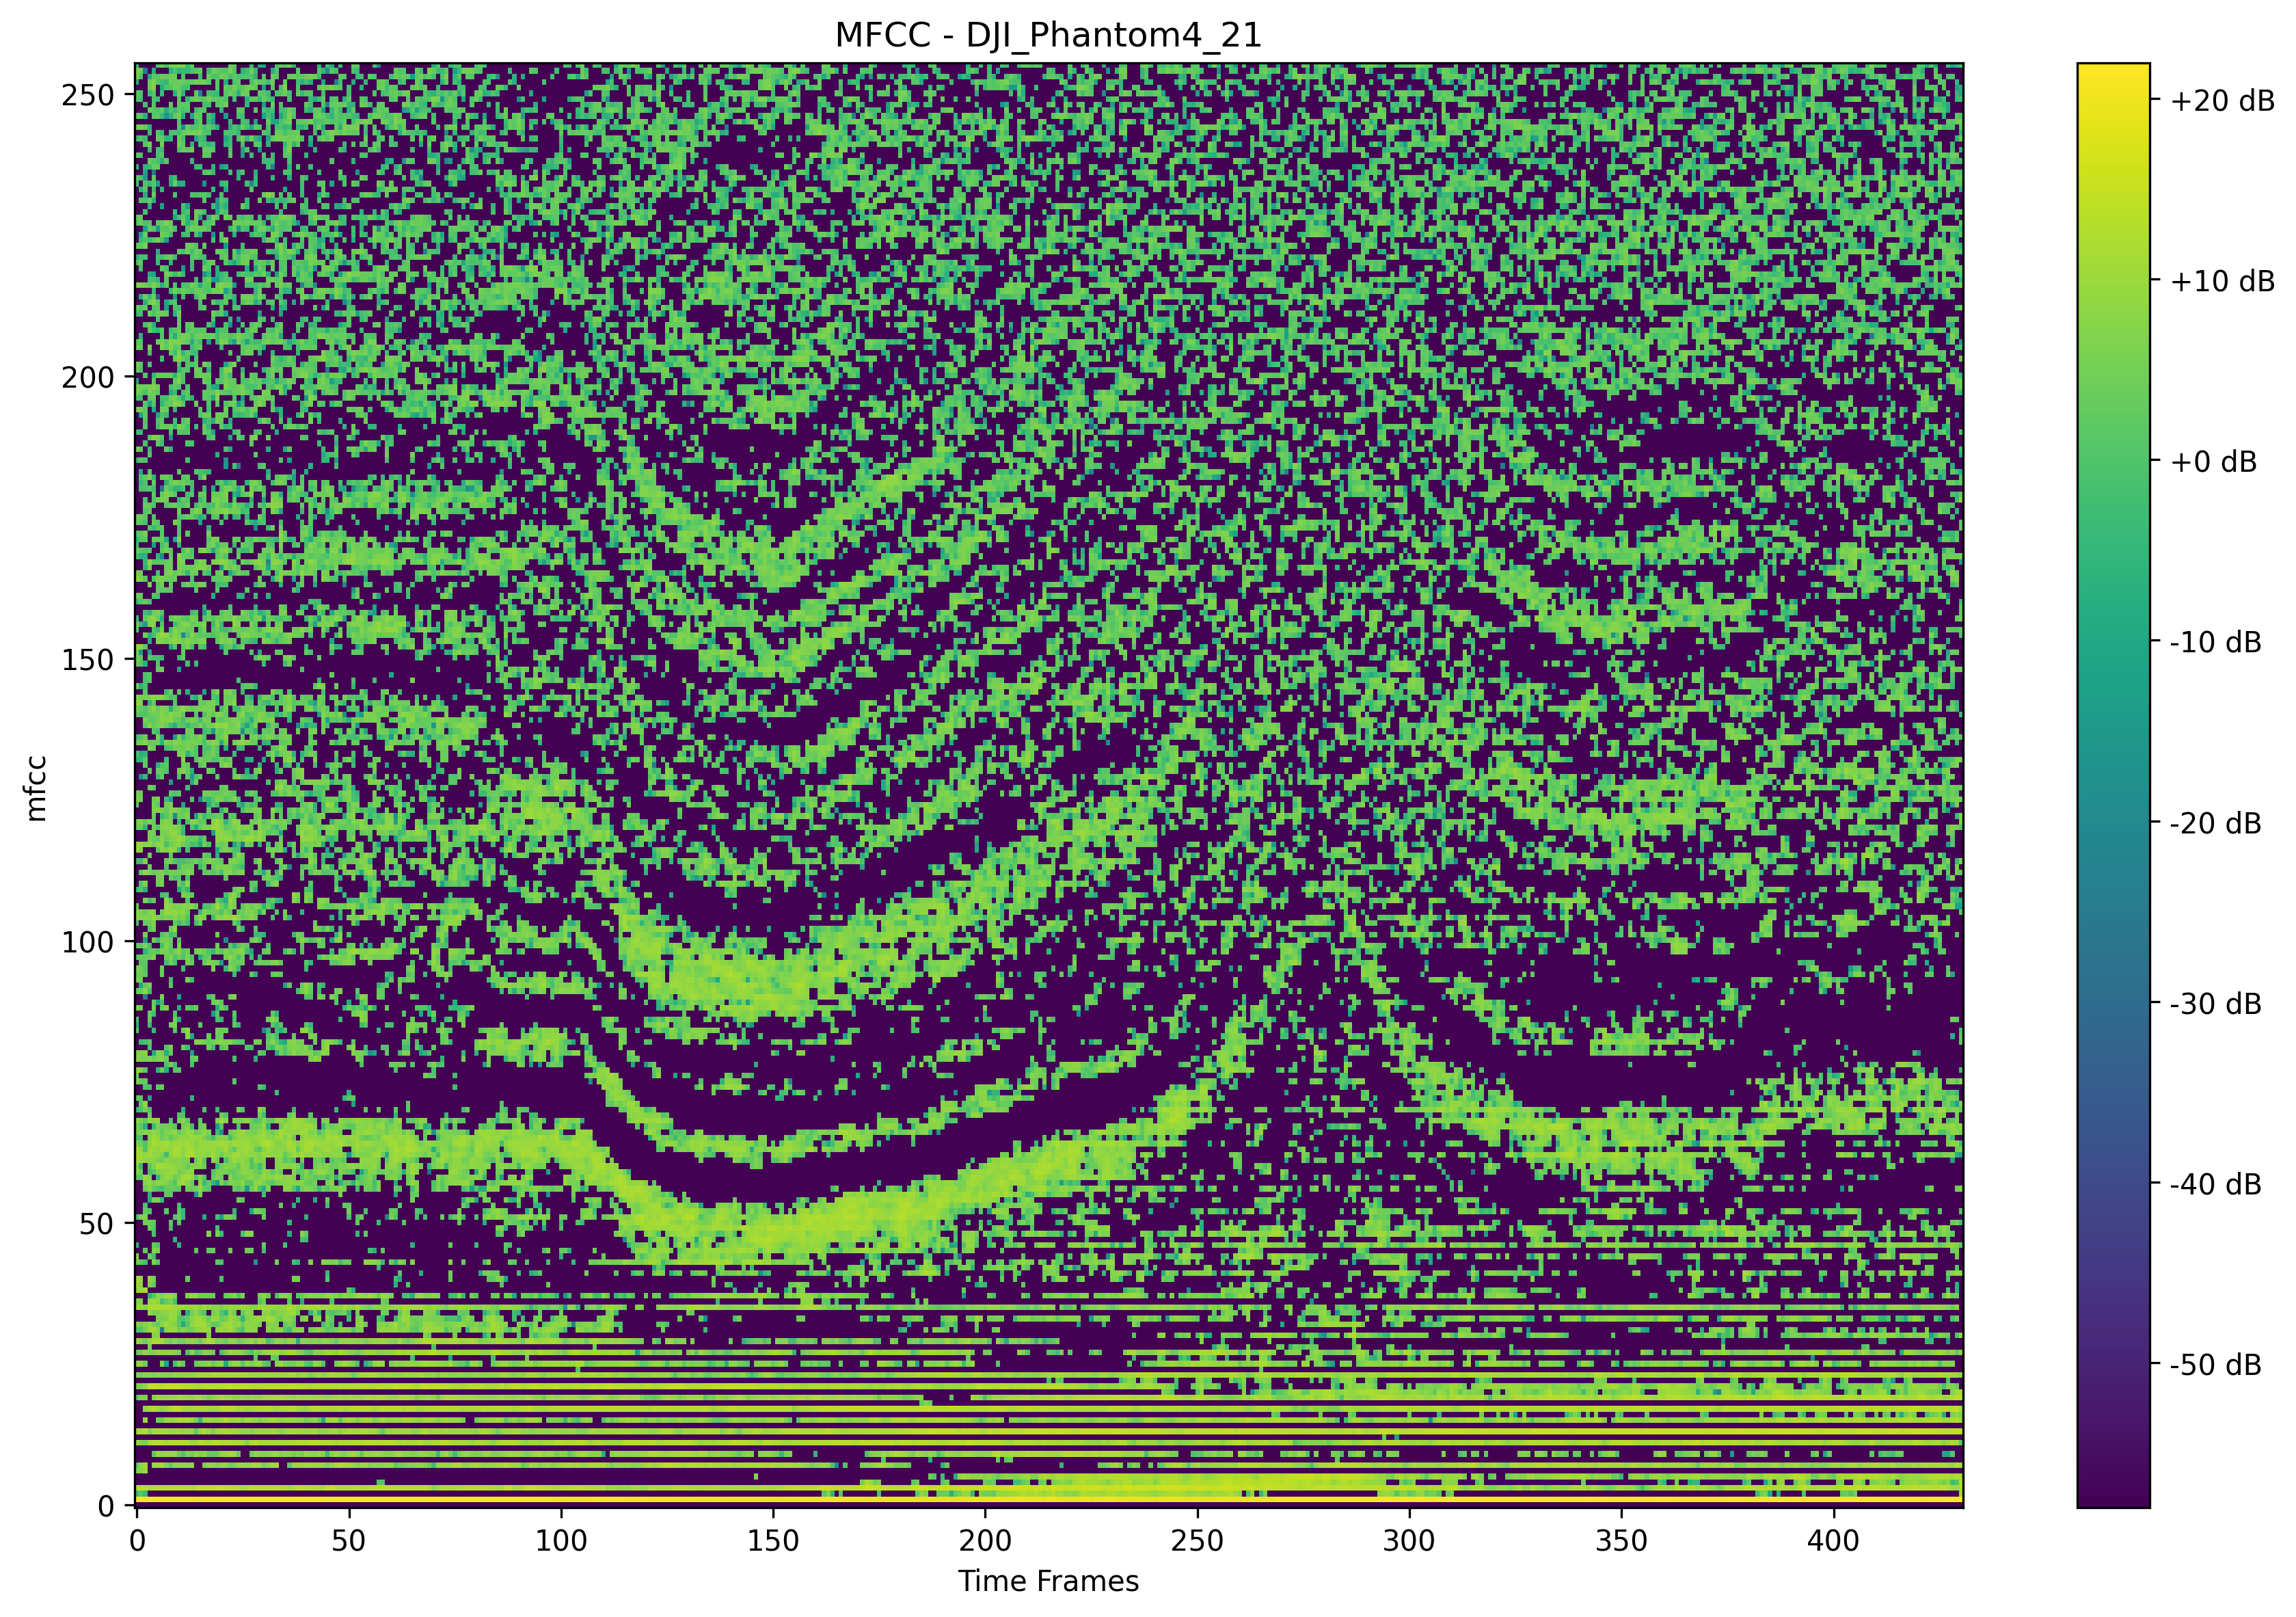 MFCC - DJI_Phantom4_21
250
200
150
100
50
0
mfcc
0 50 100 150 200 250 300 350 400
Time Frames
+20 dB
+10 dB
+0 dB
-10 dB
-20 dB
-30 dB
-40 dB
-50 dB